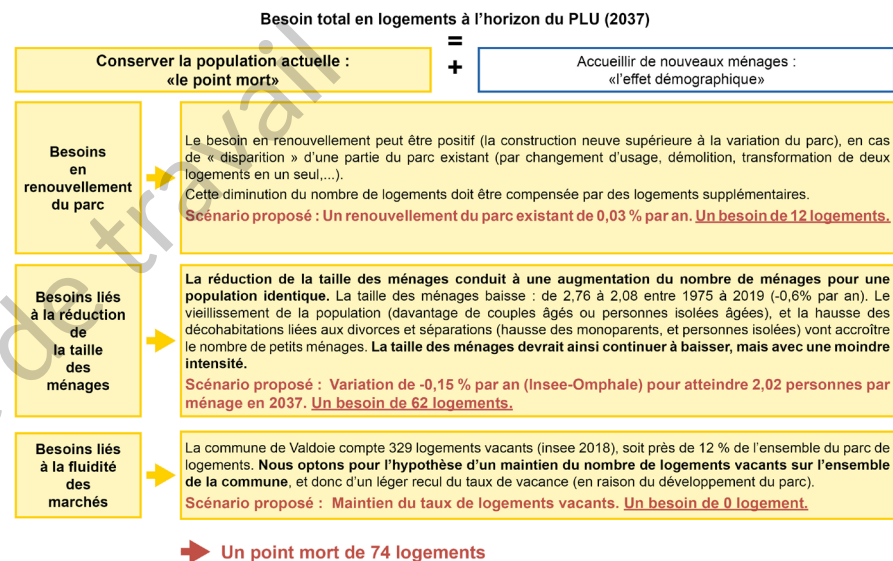 Besoin total en logements à l'horizon du PLU (2037)
=
Conserver la population actuelle :
«le point mort»
+
Accueillir de nouveaux ménages :
«l'effet démographique»
Besoins
en
renouvellement
du parc
Le besoin en renouvellement peut être positif (la construction neuve supérieure à la variation du parc), en cas
de « disparition » d'une partie du parc existant (par changement d'usage, démolition, transformation de deux
logements en un seul,...).
Cette diminution du nombre de logements doit être compensée par des logements supplémentaires.
Scénario proposé : Un renouvellement du parc existant de 0,03 % par an. Un besoin de 12 logements.
Besoins liés
à la réduction
de
la taille
des
ménages
La réduction de la taille des ménages conduit à une augmentation du nombre de ménages pour une
population identique. La taille des ménages baisse : de 2,76 à 2,08 entre 1975 à 2019 (-0,6% par an). Le
vieillissement de la population (davantage de couples âgés ou personnes isolées âgées), et la hausse des
décohabitations liées aux divorces et séparations (hausse des monoparents, et personnes isolées) vont accroître
le nombre de petits ménages. La taille des ménages devrait ainsi continuer à baisser, mais avec une moindre
intensité.
Scénario proposé : Variation de -0,15 % par an (Insee-Omphale) pour atteindre 2,02 personnes par
ménage en 2037. Un besoin de 62 logements.
Besoins liés
à la fluidité
des
marchés
La commune de Valdoie compte 329 logements vacants (insee 2018), soit près de 12 % de l'ensemble du parc de
logements. Nous optons pour l'hypothèse d'un maintien du nombre de logements vacants sur l'ensemble
de la commune, et donc d'un léger recul du taux de vacance (en raison du développement du parc).
Scénario proposé : Maintien du taux de logements vacants. Un besoin de 0 logement.
Un point mort de 74 logements
de travail